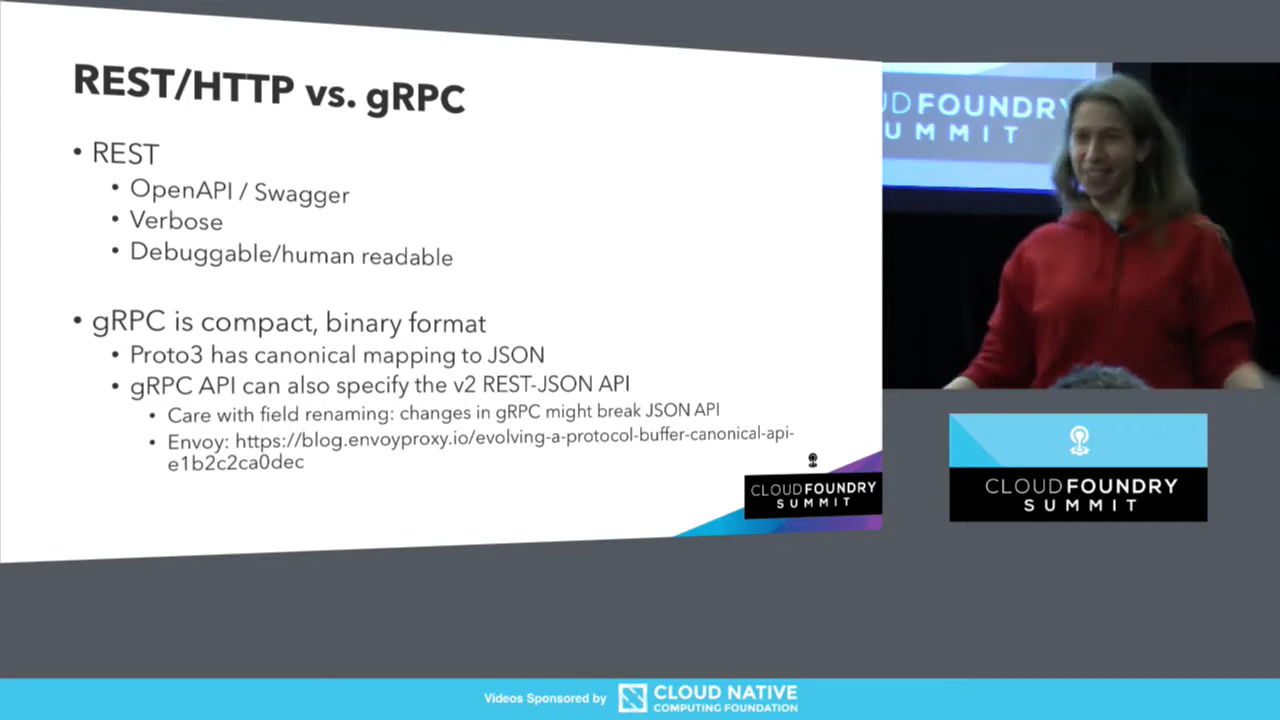 REST/HTTP vs. gRPC
• REST
• OpenAPI / Swagger
• Verbose
• Debuggable/human readable
• gRPC is compact, binary format
• Proto3 has canonical mapping to JSON
• gRPC API can also specify the v2 REST-JSON API
• Care with field renaming: changes in gRPC might break JSON API
• Envoy: https://blog.envoyproxy.io/evolving-a-protocol-buffer-canonical-api-
e1b2c2ca0dec
CLOUDFOUNDRY
SUMMIT
UDFOUNDRY
UMMIT
CLOUDFOUNDRY
SUMMIT
Videos Sponsored by
CLOUD NATIVE
COMPUTING FOUNDATION